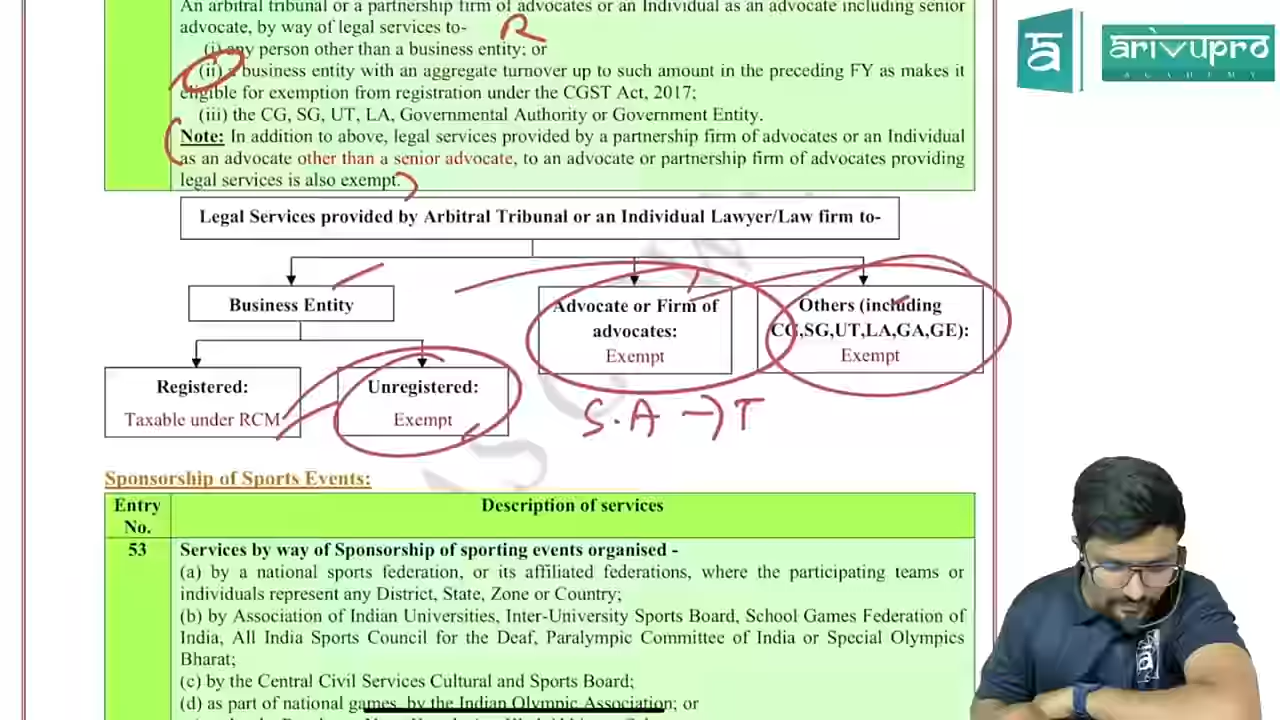 An arbitral tribunal or a partnership firm of advocates or an Individual as an advocate including senior
advocate, by way of legal services to-
R
(i) any person other than a business entity; or
(ii) a business entity with an aggregate turnover up to such amount in the preceding FY as makes it
eligible for exemption from registration under the CGST Act, 2017;
(iii) the CG, SG, UT, LA, Governmental Authority or Government Entity.
Note: In addition to above, legal services provided by a partnership firm of advocates or an Individual
as an advocate other than a senior advocate, to an advocate or partnership firm of advocates providing
legal services is also exempt.
arivupro
ACADEMY
Legal Services provided by Arbitral Tribunal or an Individual Lawyer/Law firm to-
Business Entity
Advocate or Firm of
advocates:
Exempt
Others (including
CG,SG,UT,LA,GA,GE):
Exempt
Registered:
Taxable under RCM
Unregistered:
Exempt
S.A → T
Sponsorship of Sports Events:
Entry
No.
Description of services
53
Services by way of Sponsorship of sporting events organised -
(a) by a national sports federation, or its affiliated federations, where the participating teams or
individuals represent any District, State, Zone or Country;
(b) by Association of Indian Universities, Inter-University Sports Board, School Games Federation of
India, All India Sports Council for the Deaf, Paralympic Committee of India or Special Olympics
Bharat;
(c) by the Central Civil Services Cultural and Sports Board;
(d) as part of national games, by the Indian Olympic Association; or